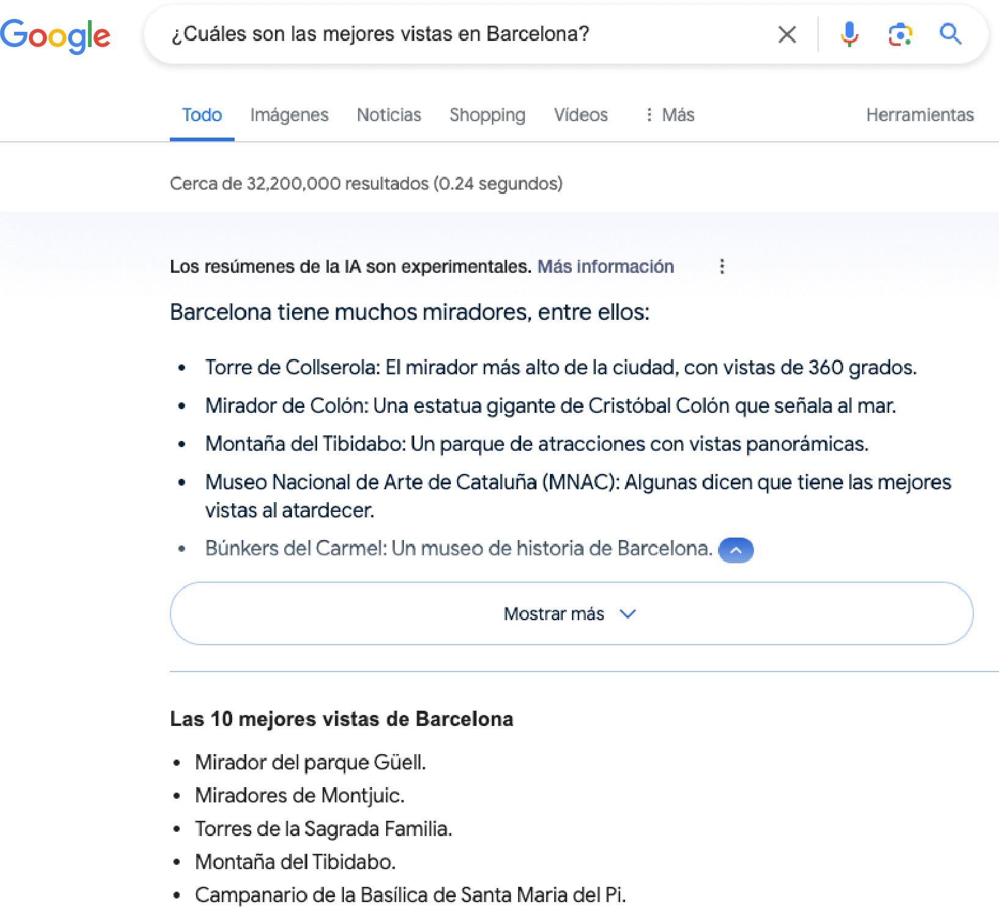 Google
¿Cuáles son las mejores vistas en Barcelona?
Todo Imágenes Noticias Shopping Vídeos Más Herramientas
Cerca de 32,200,000 resultados (0.24 segundos)
Los resúmenes de la IA son experimentales. Más información
Barcelona tiene muchos miradores, entre ellos:
• Torre de Collserola: El mirador más alto de la ciudad, con vistas de 360 grados.
• Mirador de Colón: Una estatua gigante de Cristóbal Colón que señala al mar.
• Montaña del Tibidabo: Un parque de atracciones con vistas panorámicas.
• Museo Nacional de Arte de Cataluña (MNAC): Algunas dicen que tiene las mejores
vistas al atardecer.
• Búnkers del Carmel: Un museo de historia de Barcelona.
Mostrar más
Las 10 mejores vistas de Barcelona
• Mirador del parque Güell.
• Miradores de Montjuic.
• Torres de la Sagrada Familia.
• Montaña del Tibidabo.
• Campanario de la Basílica de Santa Maria del Pi.